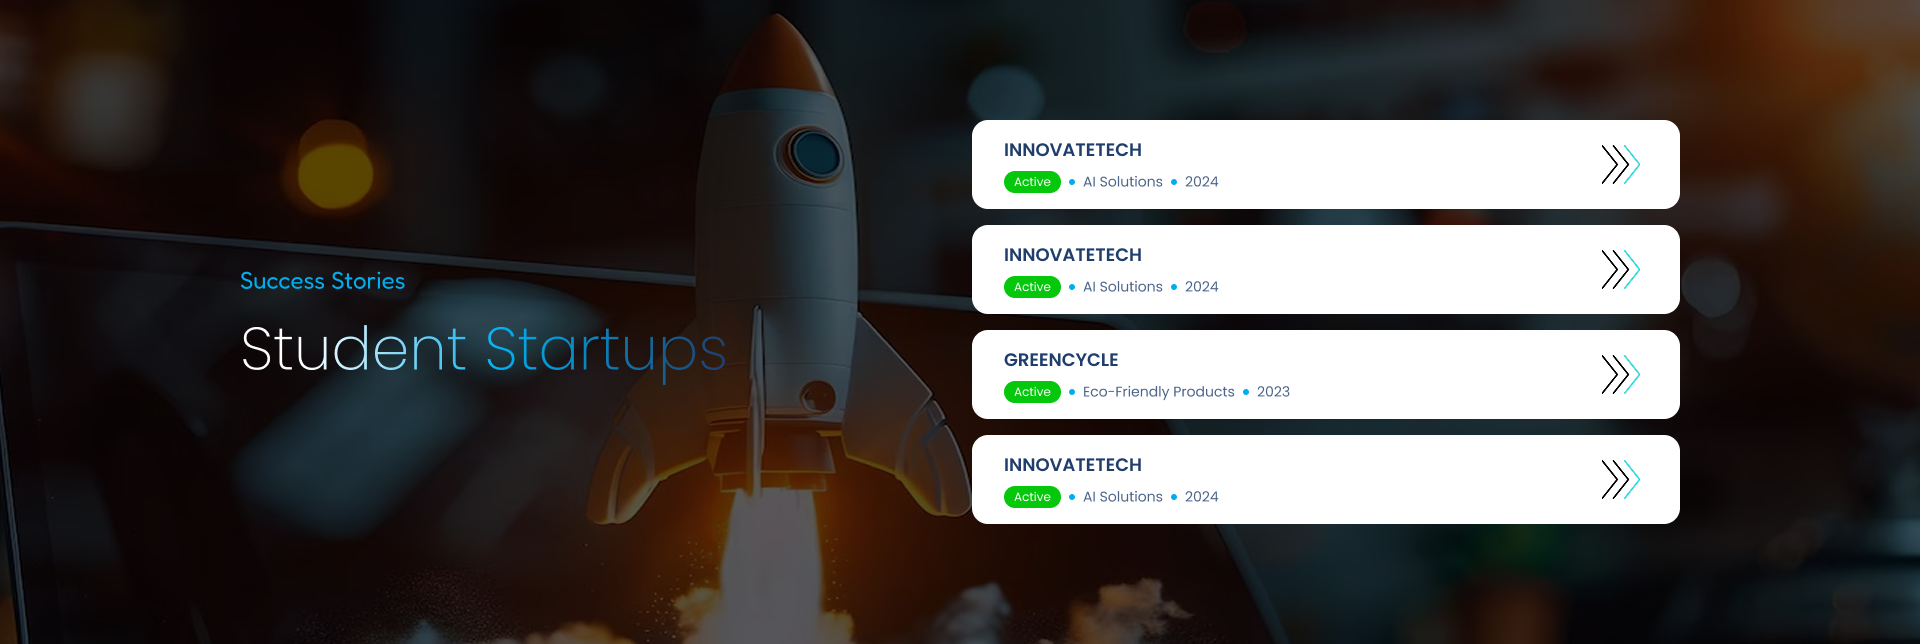 Success Stories
Student Startups
INNOVATETECH
Active • AI Solutions • 2024
INNOVATETECH
Active • AI Solutions • 2024
GREENCYCLE
Active • Eco-Friendly Products • 2023
INNOVATETECH
Active • AI Solutions • 2024